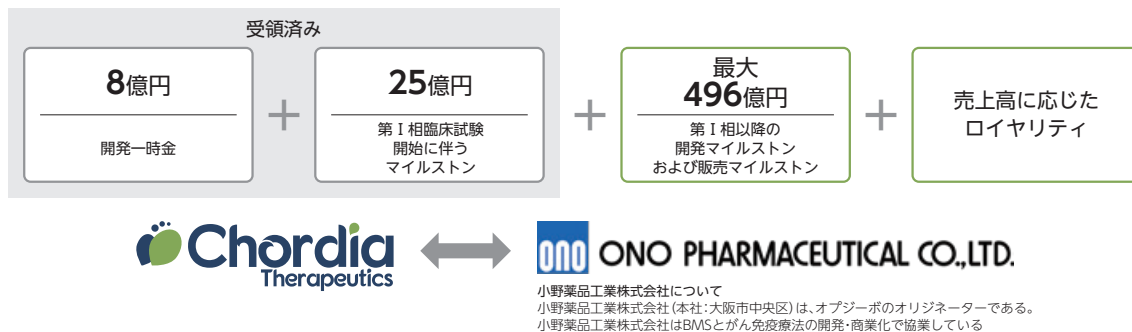 受領済み
8億円
開発一時金
+
25億円
第Ⅰ相臨床試験
開始に伴う
マイルストン
+
最大
496億円
第Ⅰ相以降の
開発マイルストン
および販売マイルストン
+
売上高に応じた
ロイヤリティ
Chordia
Therapeutics
ono ONO PHARMACEUTICAL CO.,LTD.
小野薬品工業株式会社について
小野薬品工業株式会社(本社:大阪市中央区)は、オプジーボのオリジネーターである。
小野薬品工業株式会社はBMSとがん免疫療法の開発・商業化で協業している